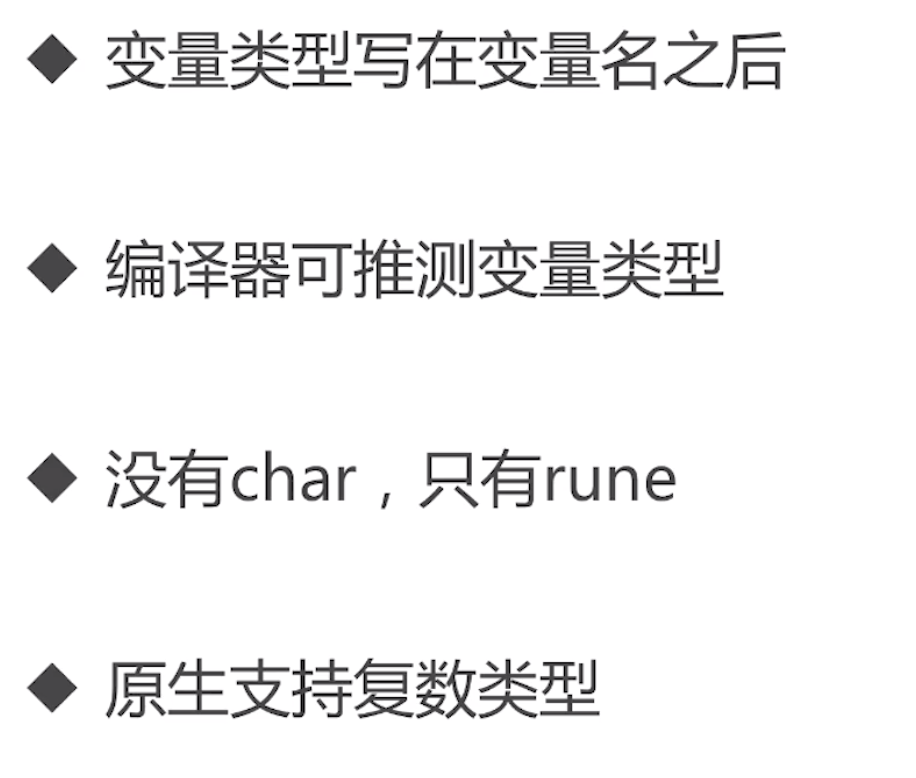 ◆ 变量类型写在变量名之后
◆ 编译器可推测变量类型
◆ 没有char，只有rune
◆ 原生支持复数类型